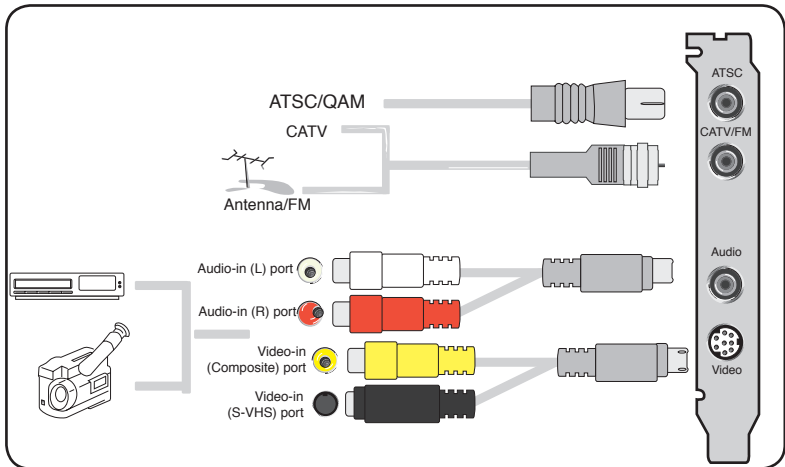 ATSC/QAM
CATV
Antenna/FM
Audio-in (L) port
Audio-in (R) port
Video-in
(Composite) port
Video-in
(S-VHS) port
ATSC
CATV/FM
Audio
Video